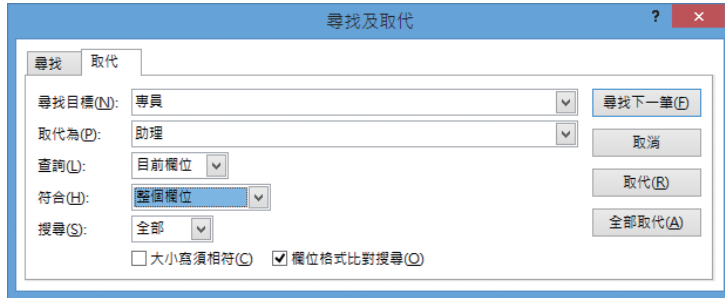 尋找及取代 ? ×
尋找 取代
尋找目標(N): 專員 尋找下一筆(F)
取代為(P): 助理 取消
查詢(L): 目前欄位
符合(H): 整個欄位 取代(R)
搜尋(S): 全部 全部取代(A)
大小寫須相符(C) 欄位格式比對搜尋(O)